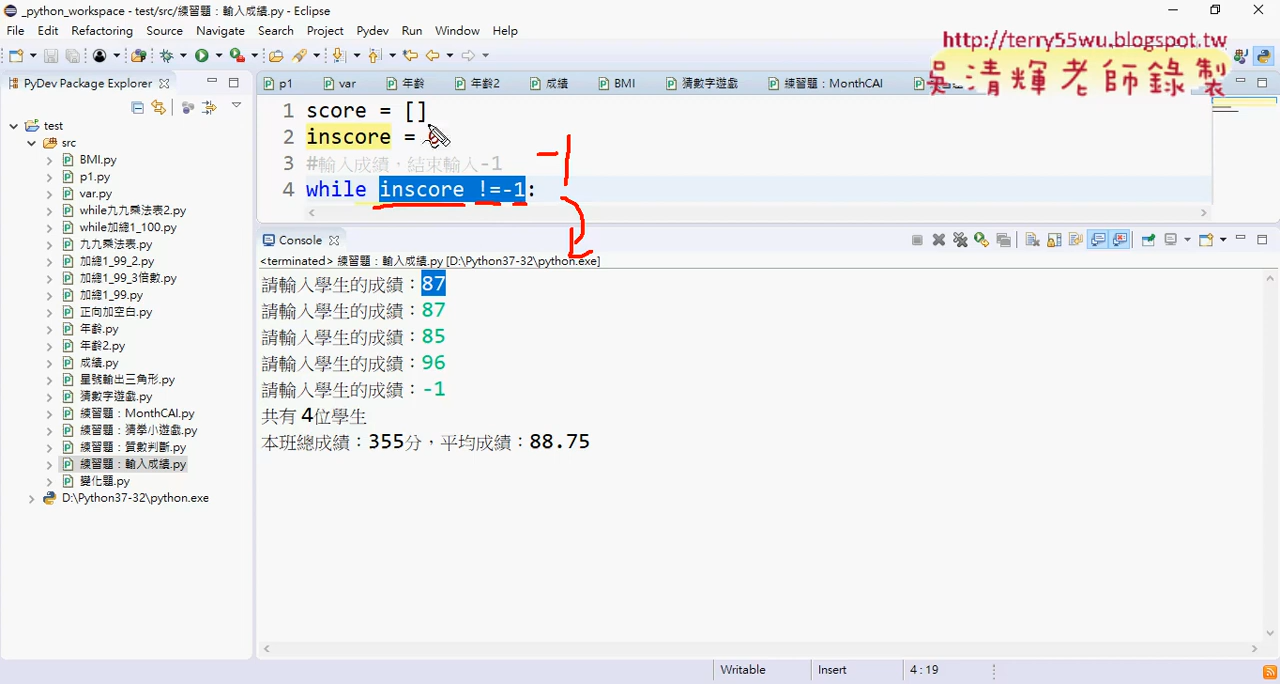 _python_workspace - test/src/練習題：輸入成績.py - Eclipse
File Edit Refactoring Source Navigate Search Project Pydev Run Window Help
http://terry55wu.blogspot.tw
吳清輝老師錄製
PyDev Package Explorer
p1 var 年齡 年齡2 成績 BMI 猜數字遊戲 練習題：MonthCAI
test
src
BMI.py
p1.py
var.py
while九九乘法表2.py
while加總1_100.py
九九乘法表.py
加總1_99_2.py
加總1_99_3倍數.py
加總1_99.py
正向加空白.py
年齡.py
年齡2.py
成績.py
星號輸出三角形.py
猜數字遊戲.py
練習題：MonthCAI.py
練習題：猜學小遊戲.py
練習題：質數判斷.py
練習題：輸入成績.py
變化題.py
D:\Python37-32\python.exe
1 score = []
2 inscore =
3 #輸入成績，結束輸入-1
4 while inscore !=-1:
-1
Console
<terminated> 練習題：輸入成績.py [D:\Python37-32\python.exe]
請輸入學生的成績：87
請輸入學生的成績：87
請輸入學生的成績：85
請輸入學生的成績：96
請輸入學生的成績：-1
共有 4位學生
本班總成績：355分，平均成績：88.75
Writable Insert 4 : 19